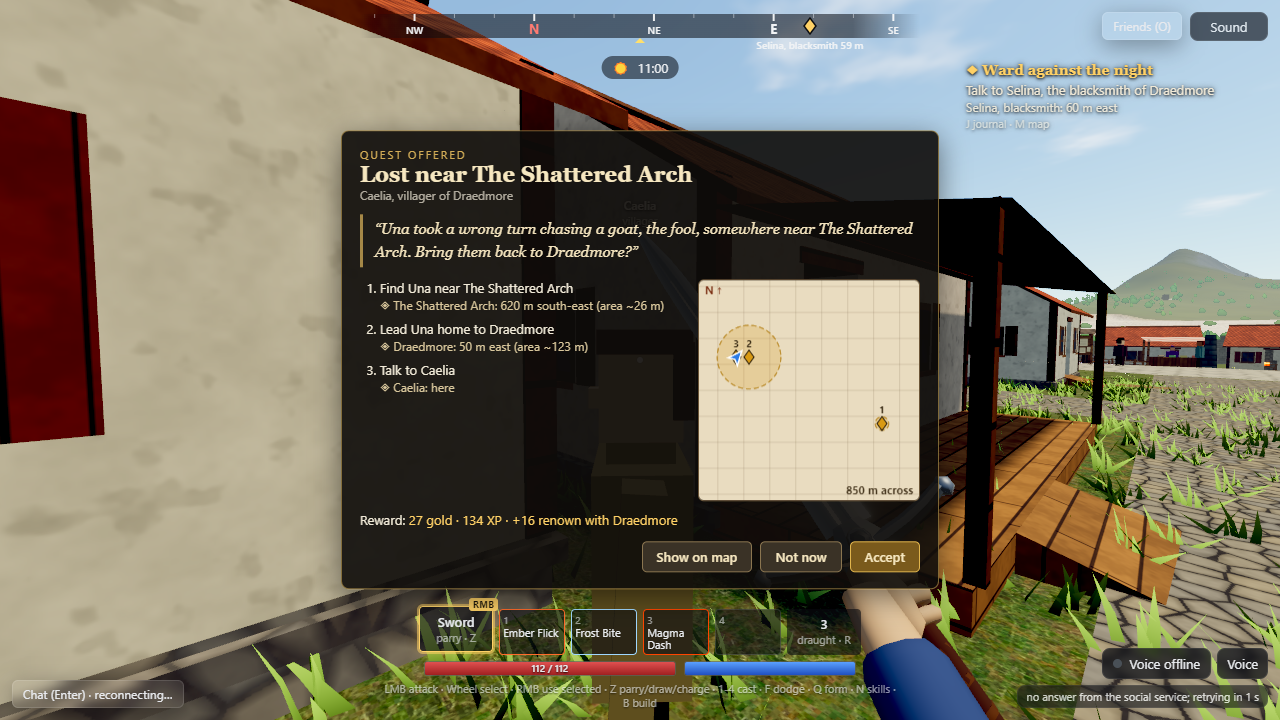 NW N NE E SE
Selina, blacksmith 59 m
11:00
Friends (O)
Sound
Ward against the night
Talk to Selina, the blacksmith of Draedmore
Selina, blacksmith: 60 m east
J journal · M map
QUEST OFFERED
Lost near The Shattered Arch
Caelia, villager of Draedmore
Caelia
“Una took a wrong turn chasing a goat, the fool, somewhere near The Shattered
Arch. Bring them back to Draedmore?”
1. Find Una near The Shattered Arch
The Shattered Arch: 620 m south-east (area ~26 m)
2. Lead Una home to Draedmore
Draedmore: 50 m east (area ~123 m)
3. Talk to Caelia
Caelia: here
N ↑
3 2
1
850 m across
Reward: 27 gold · 134 XP · +16 renown with Draedmore
Show on map
Not now
Accept
RMB
Sword
parry · Z
1
Ember Flick
2
Frost Bite
3
Magma
Dash
4
3
draught · R
112 / 112
LMB attack · Wheel select · RMB use selected · Z parry/draw/charge · 1-4 cast · F dodge · Q form · N skills ·
B build
Chat (Enter) · reconnecting...
Voice offline
Voice
no answer from the social service; retrying in 1 s